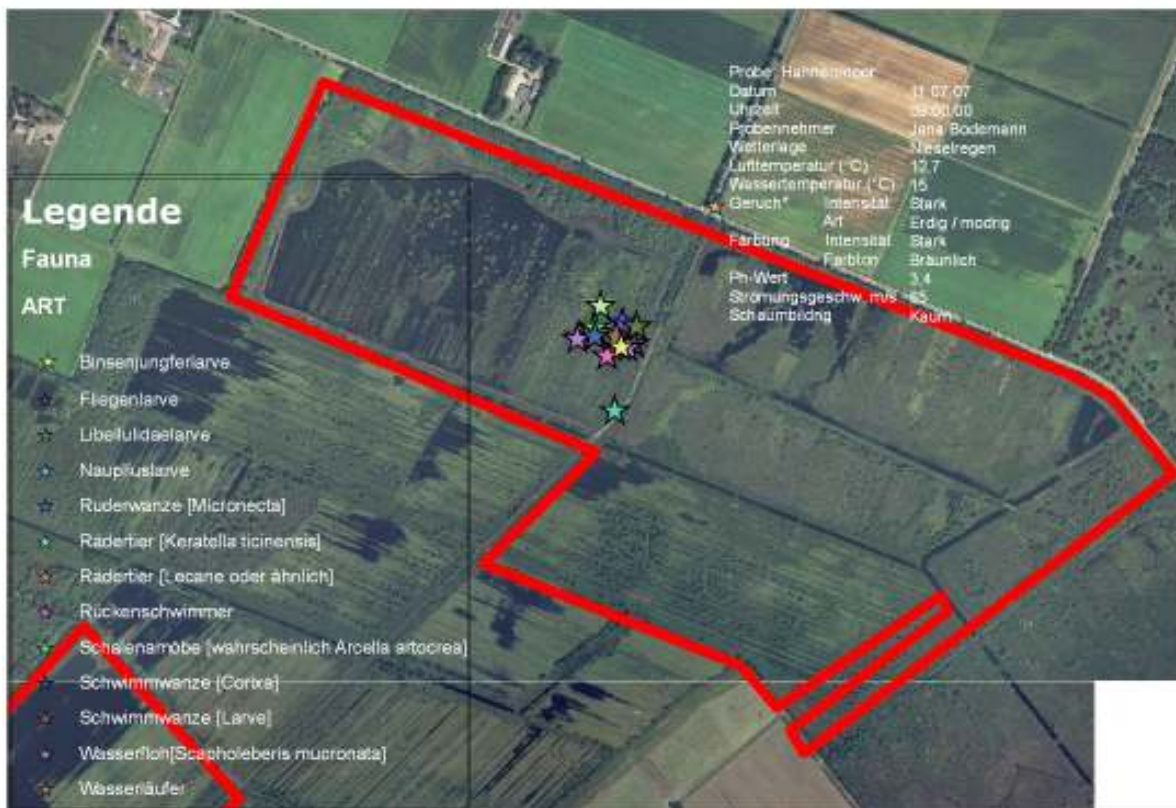 Probe: Hahnenmoor
Datum 11.07.07
Uhrzeit 09:00:00
Probennehmer Jana Bodemann
Wetterlage Nieselregen
Lufttemperatur (°C) 12,7
Wassertemperatur (°C) 15
Geruch* Intensität Stark
Art Erdig / modrig
Färbung Intensität Stark
Farbton Bräunlich
Ph-Wert 3,4
Strömungsgeschw. m/s
Schaumbildng Kaum
Legende
Fauna
ART
Binsenjungferlarve
Fliegenlarve
Libellulidaelarve
Naupliuslarve
Ruderwanze [Micronecta]
Rädertier [Keratella ticinensis]
Rädertier [Lecane oder ähnlich]
Rückenschwimmer
Schalenamöbe [wahrscheinlich Arcella artocrea]
Schwimmwanze [Corixa]
Schwimmwanze [Larve]
Wasserfloh[Scapholeberis mucronata]
Wasserläufer